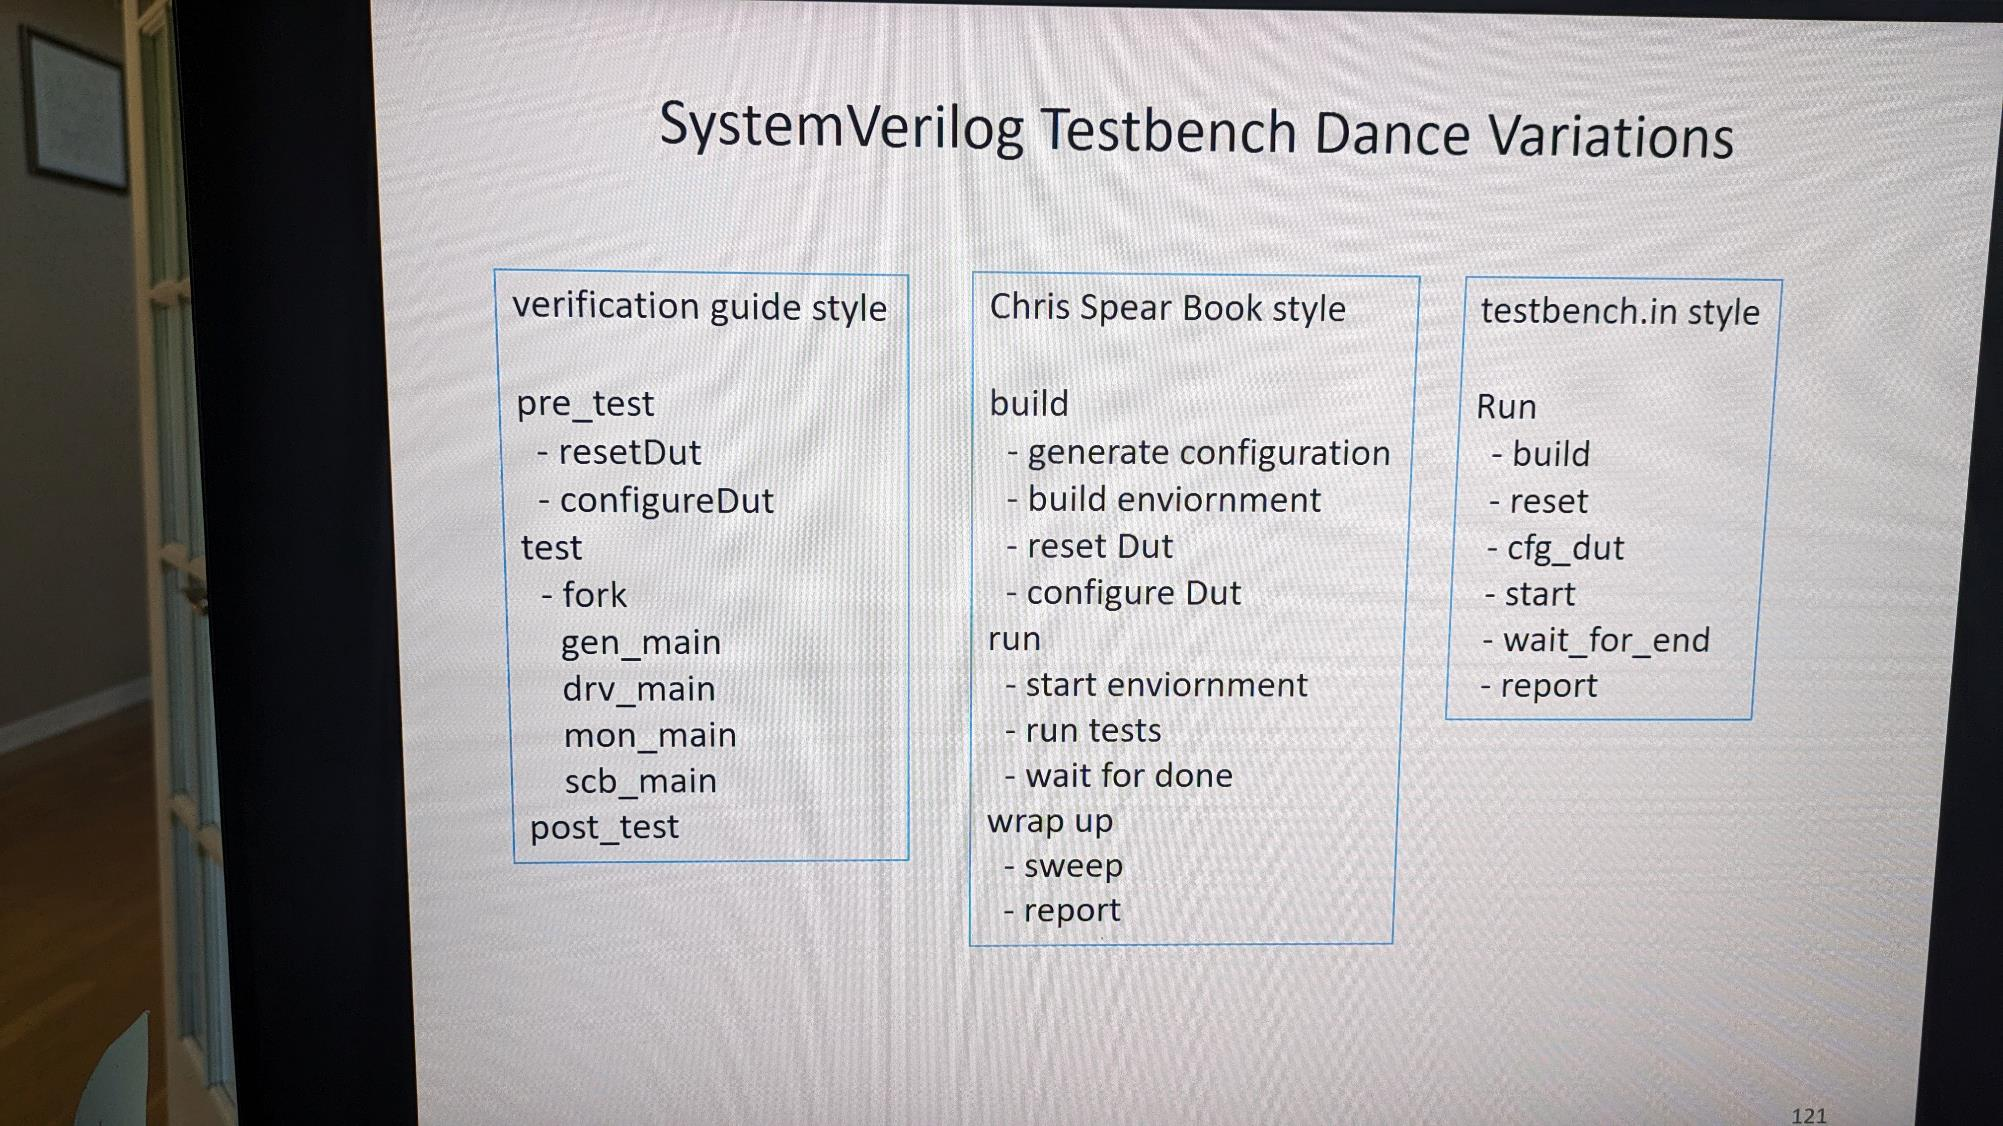 SystemVerilog Testbench Dance Variations
verification guide style
pre_test
- resetDut
- configureDut
test
- fork
gen_main
drv_main
mon_main
scb_main
post_test
Chris Spear Book style
build
- generate configuration
- build enviornment
- reset Dut
- configure Dut
run
- start enviornment
- run tests
- wait for done
wrap up
- sweep
- report
testbench.in style
Run
- build
- reset
- cfg_dut
- start
- wait_for_end
- report
121